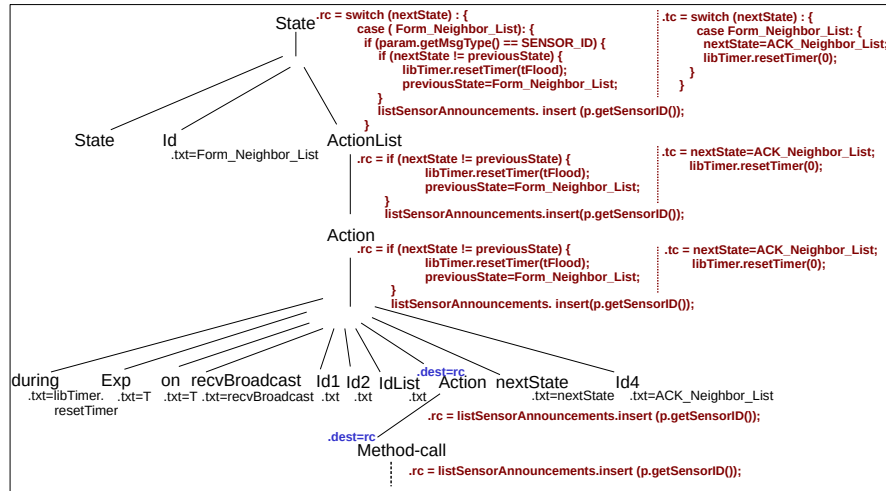 State
.rc = switch (nextState) : {
case ( Form_Neighbor_List): {
if (param.getMsgType() == SENSOR_ID) {
if (nextState != previousState) {
libTimer.resetTimer(tFlood);
previousState=Form_Neighbor_List;
}
listSensorAnnouncements. insert (p.getSensorID());
}
.tc = switch (nextState) : {
case Form_Neighbor_List: {
nextState=ACK_Neighbor_List;
libTimer.resetTimer(0);
}
}
State
Id
.txt=Form_Neighbor_List
ActionList
.rc = if (nextState != previousState) {
libTimer.resetTimer(tFlood);
previousState=Form_Neighbor_List;
}
listSensorAnnouncements.insert(p.getSensorID());
.tc = nextState=ACK_Neighbor_List;
libTimer.resetTimer(0);
Action
.rc = if (nextState != previousState) {
libTimer.resetTimer(tFlood);
previousState=Form_Neighbor_List;
}
listSensorAnnouncements. insert(p.getSensorID());
.tc = nextState=ACK_Neighbor_List;
libTimer.resetTimer(0);
during
.txt=libTimer.
resetTimer
Exp
.txt=T
on
.txt=T
recvBroadcast
.txt=recvBroadcast
Id1
.txt
Id2
.txt
IdList
.txt
.dest=rc
Action
nextState
.txt=nextState
Id4
.txt=ACK_Neighbor_List
.rc = listSensorAnnouncements.insert (p.getSensorID());
.dest=rc
Method-call
.rc = listSensorAnnouncements.insert (p.getSensorID());